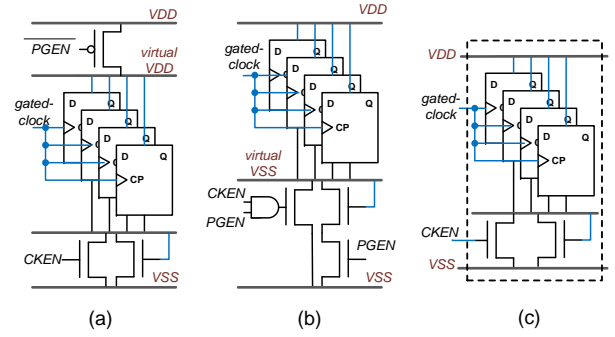 VDD
PGEN
virtual
VDD
gated-
clock
D
Q
D
Q
CP
CKEN
VSS
(a)
VDD
gated-
clock
D
Q
D
Q
CP
virtual
VSS
CKEN
PGEN
PGEN
VSS
(b)
VDD
gated-
clock
D
Q
D
Q
CP
CKEN
VSS
(c)